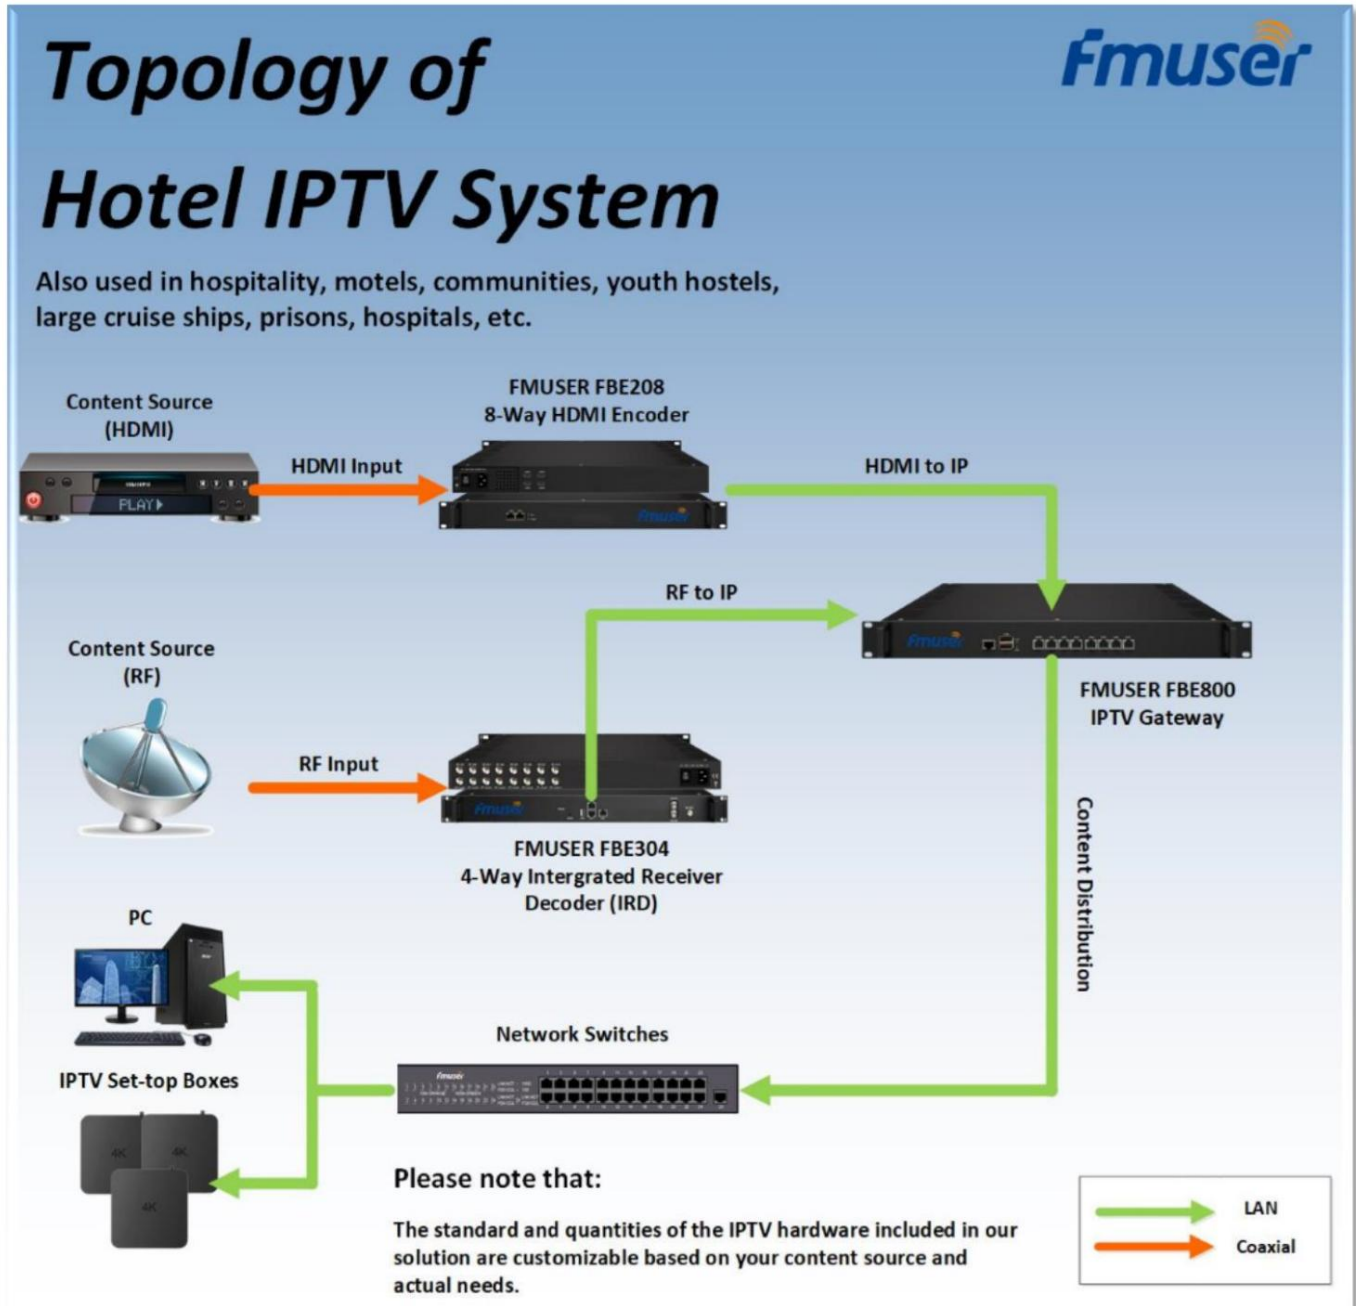 Topology of
Fmuser
Hotel IPTV System
Also used in hospitality, motels, communities, youth hostels,
large cruise ships, prisons, hospitals, etc.
Content Source
(HDMI)
PLAY
HDMI Input
FMUSER FBE208
8-Way HDMI Encoder
Fmuser
HDMI to IP
RF to IP
Fmuser
FMUSER FBE800
IPTV Gateway
Content Source
(RF)
RF Input
Fmuser
FMUSER FBE304
4-Way Intergrated Receiver
Decoder (IRD)
Content Distribution
PC
Network Switches
Fmuser
IPTV Set-top Boxes
4K
4K
4K
Please note that:
The standard and quantities of the IPTV hardware included in our
solution are customizable based on your content source and
actual needs.
LAN
Coaxial